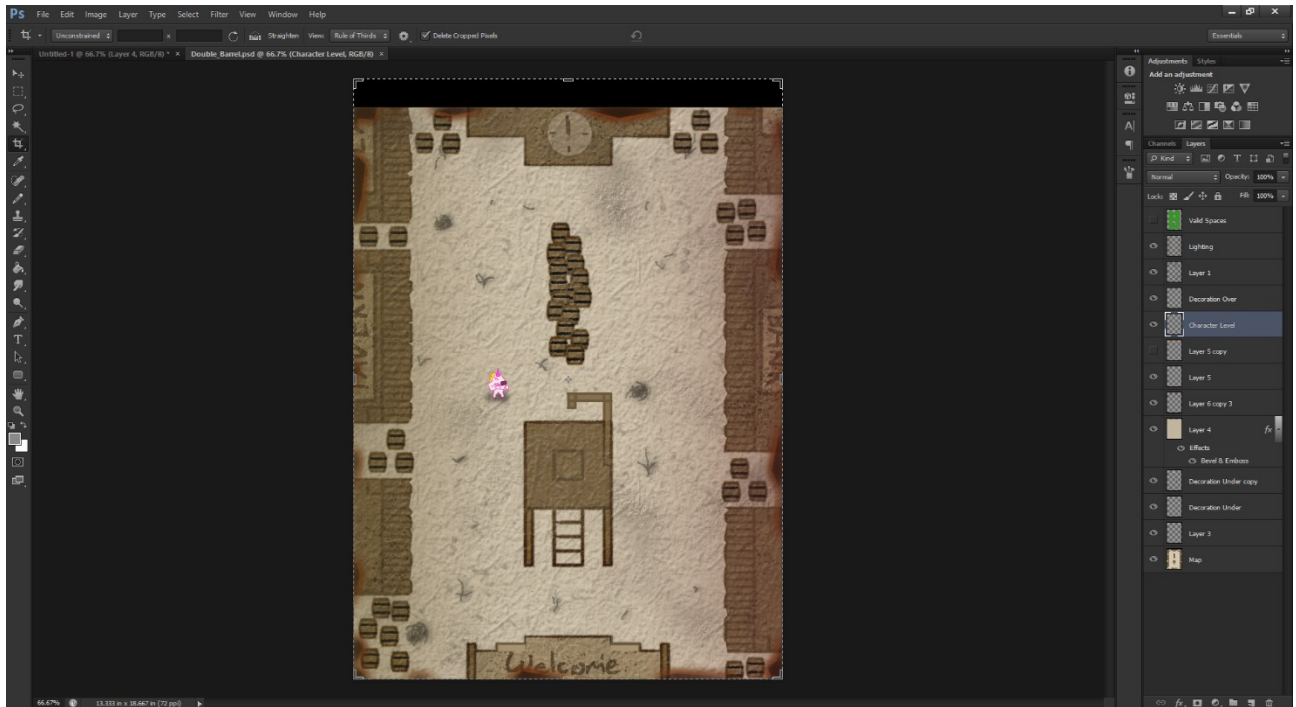 Ps File Edit Image Layer Type Select Filter View Window Help
Unconstrained x Straighten View: Rule of Thirds Delete Cropped Pixels Essentials
Untitled-1 @ 66.7% (Layer 4, RGB/8) * × Double_Barrel.psd @ 66.7% (Character Level, RGB/8) ×
Adjustments Styles
Add an adjustment
Channels Layers
Kind
Normal Opacity: 100%
Lock: Fill: 100%
Valid Spaces
Lighting
Layer 1
Decoration Over
Character Level
Layer 5 copy
Layer 5
Layer 6 copy 3
Layer 4 fx
Effects
Bevel & Emboss
Decoration Under copy
Decoration Under
Layer 3
Map
BANK
Welcome
66.67% 13.333 in x 18.667 in (72 ppi)